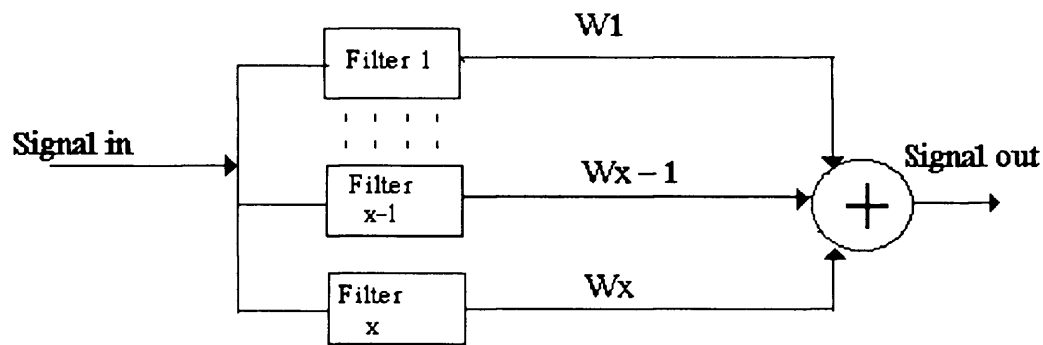 W1
Filter 1
Signal in
Signal out
Filter
x-1
Wx-1
+
Filter
x
Wx